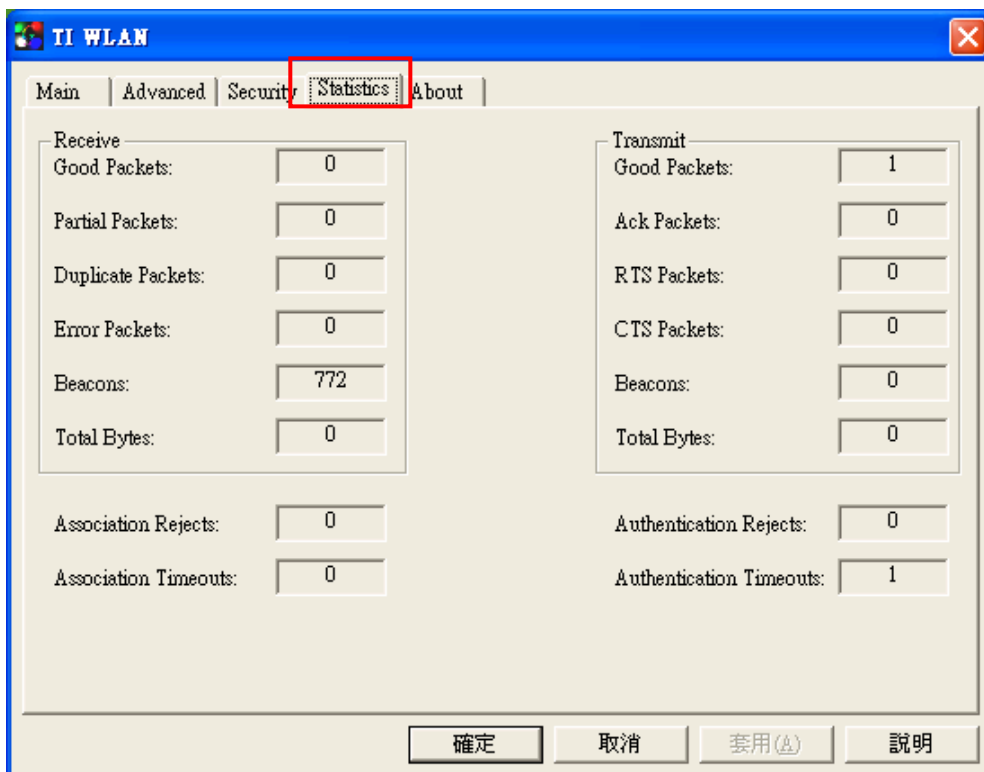 TI WLAN
Main Advanced Security Statistics About
Receive
Good Packets: 0
Partial Packets: 0
Duplicate Packets: 0
Error Packets: 0
Beacons: 772
Total Bytes: 0
Transmit
Good Packets: 1
Ack Packets: 0
RTS Packets: 0
CTS Packets: 0
Beacons: 0
Total Bytes: 0
Association Rejects: 0
Association Timeouts: 0
Authentication Rejects: 0
Authentication Timeouts: 1
確定 取消 套用(A) 說明